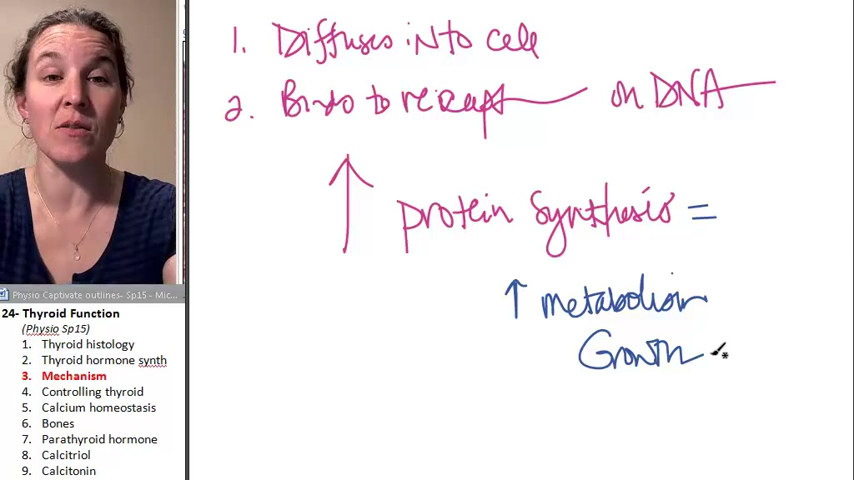 1. Diffuses into cell
2. Binds to receptor on DNA
↑ protein synthesis =
↑ metabolism
Growth
Physio Captivate outlines- Sp15 - Mic...
24- Thyroid Function
(Physio Sp15)
1. Thyroid histology
2. Thyroid hormone synth
3. Mechanism
4. Controlling thyroid
5. Calcium homeostasis
6. Bones
7. Parathyroid hormone
8. Calcitriol
9. Calcitonin